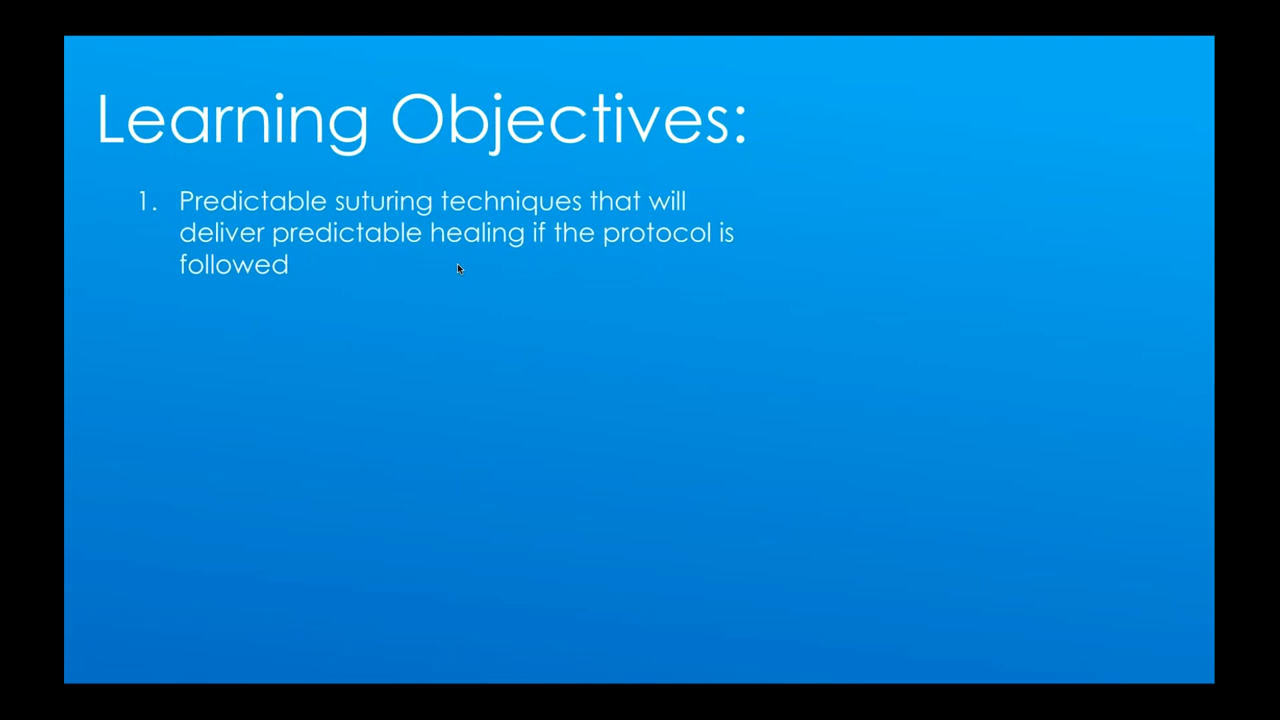 Learning Objectives:
1. Predictable suturing techniques that will
deliver predictable healing if the protocol is
followed